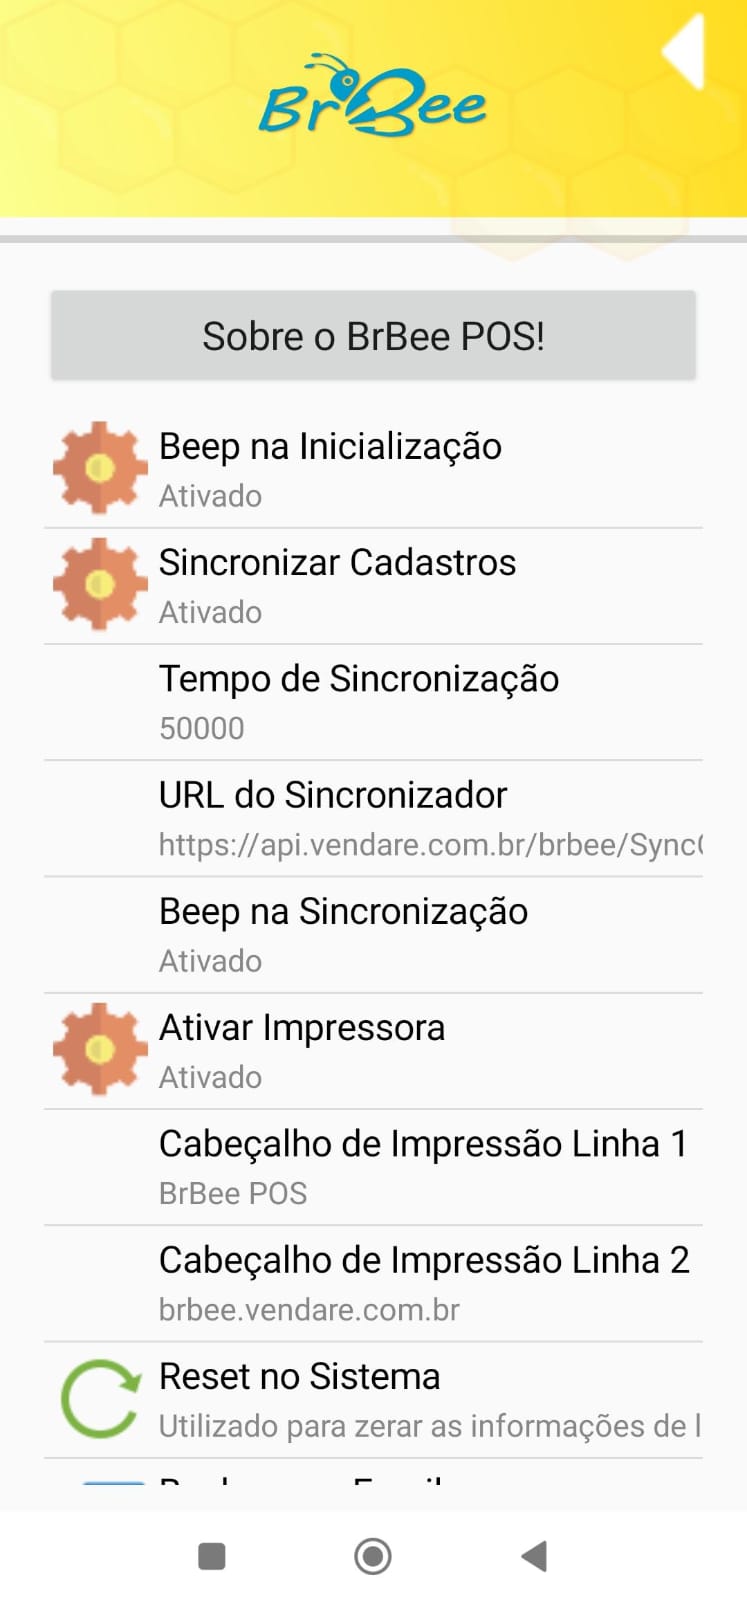 BrBee
Sobre o BrBee POS!
Beep na Inicialização
Ativado
Sincronizar Cadastros
Ativado
Tempo de Sincronização
50000
URL do Sincronizador
https://api.vendare.com.br/brbee/Sync
Beep na Sincronização
Ativado
Ativar Impressora
Ativado
Cabeçalho de Impressão Linha 1
BrBee POS
Cabeçalho de Impressão Linha 2
brbee.vendare.com.br
Reset no Sistema
Utilizado para zerar as informações de l